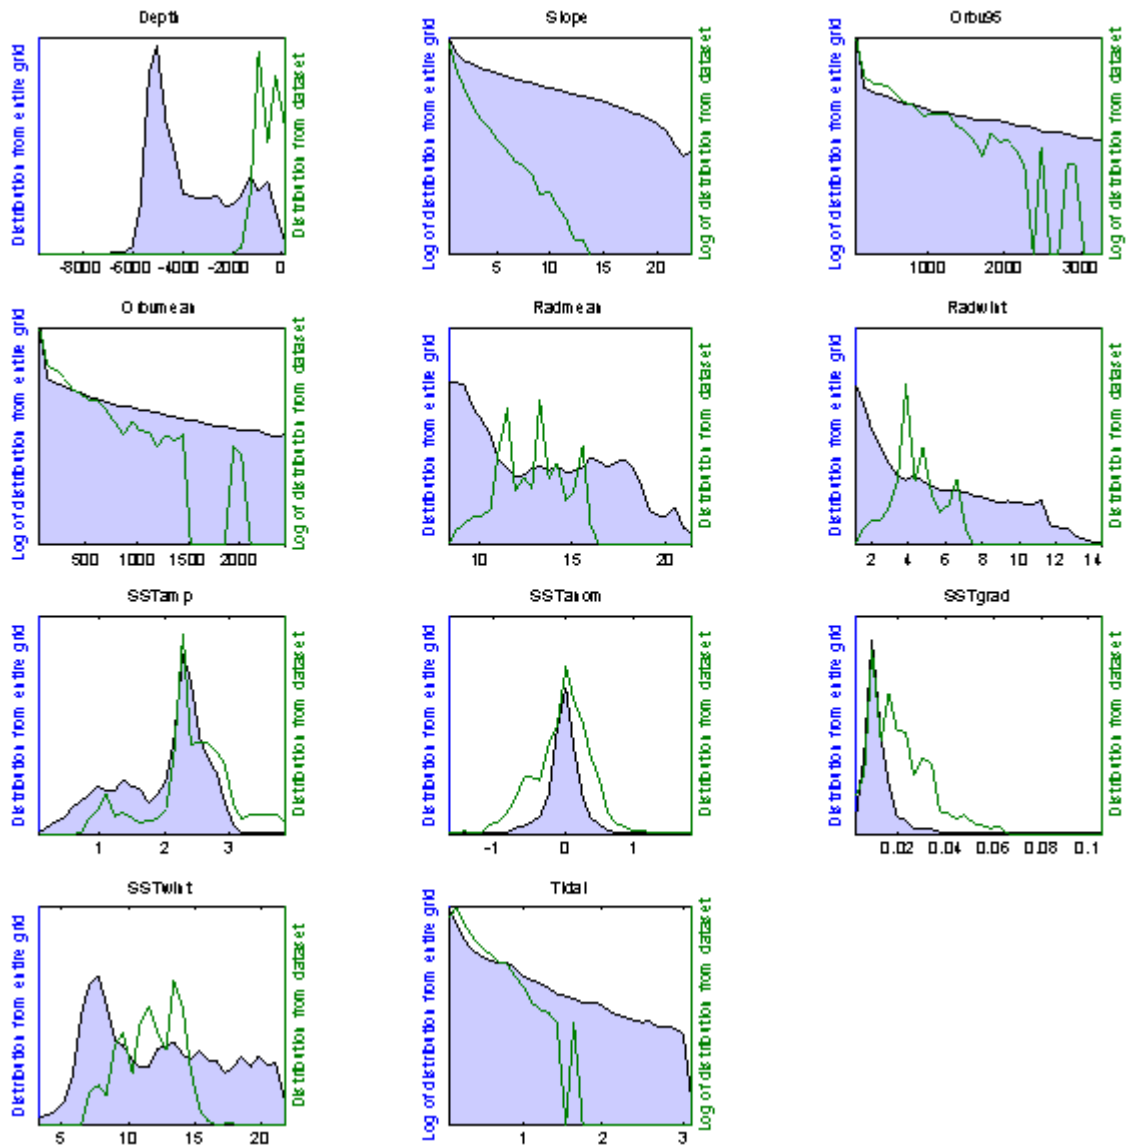 Depth
Slope
Orbu95
Distribution from entire grid
Distribution from dataset
Log of distribution from entire grid
Log of distribution from dataset
Log of distribution from entire grid
Log of distribution from dataset
-8000 -6000 -4000 -2000 0
5 10 15 20
1000 2000 3000
Orbumean
Radmean
Radwint
Log of distribution from entire grid
Log of distribution from dataset
Distribution from entire grid
Distribution from dataset
Distribution from entire grid
Distribution from dataset
500 1000 1500 2000
10 15 20
2 4 6 8 10 12 14
SSTamp
SSTanom
SSTgrad
Distribution from entire grid
Distribution from dataset
Distribution from entire grid
Distribution from dataset
Distribution from entire grid
Distribution from dataset
1 2 3
-1 0 1
0.02 0.04 0.06 0.08 0.1
SSTwint
Tidal
Distribution from entire grid
Distribution from dataset
Log of distribution from entire grid
Log of distribution from dataset
5 10 15 20
1 2 3